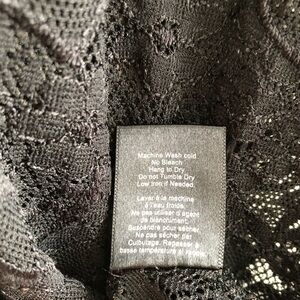 Machine Wash cold
No Bleach
Hang to Dry
Do not Tumble Dry
Low Iron if Needed.
Laver à la machine
à l'eau froide.
Ne pas utiliser d'agent
de blanchiment.
Suspendre pour sécher.
Ne pas sécher par
Culbutage. Repasser à
basse température si